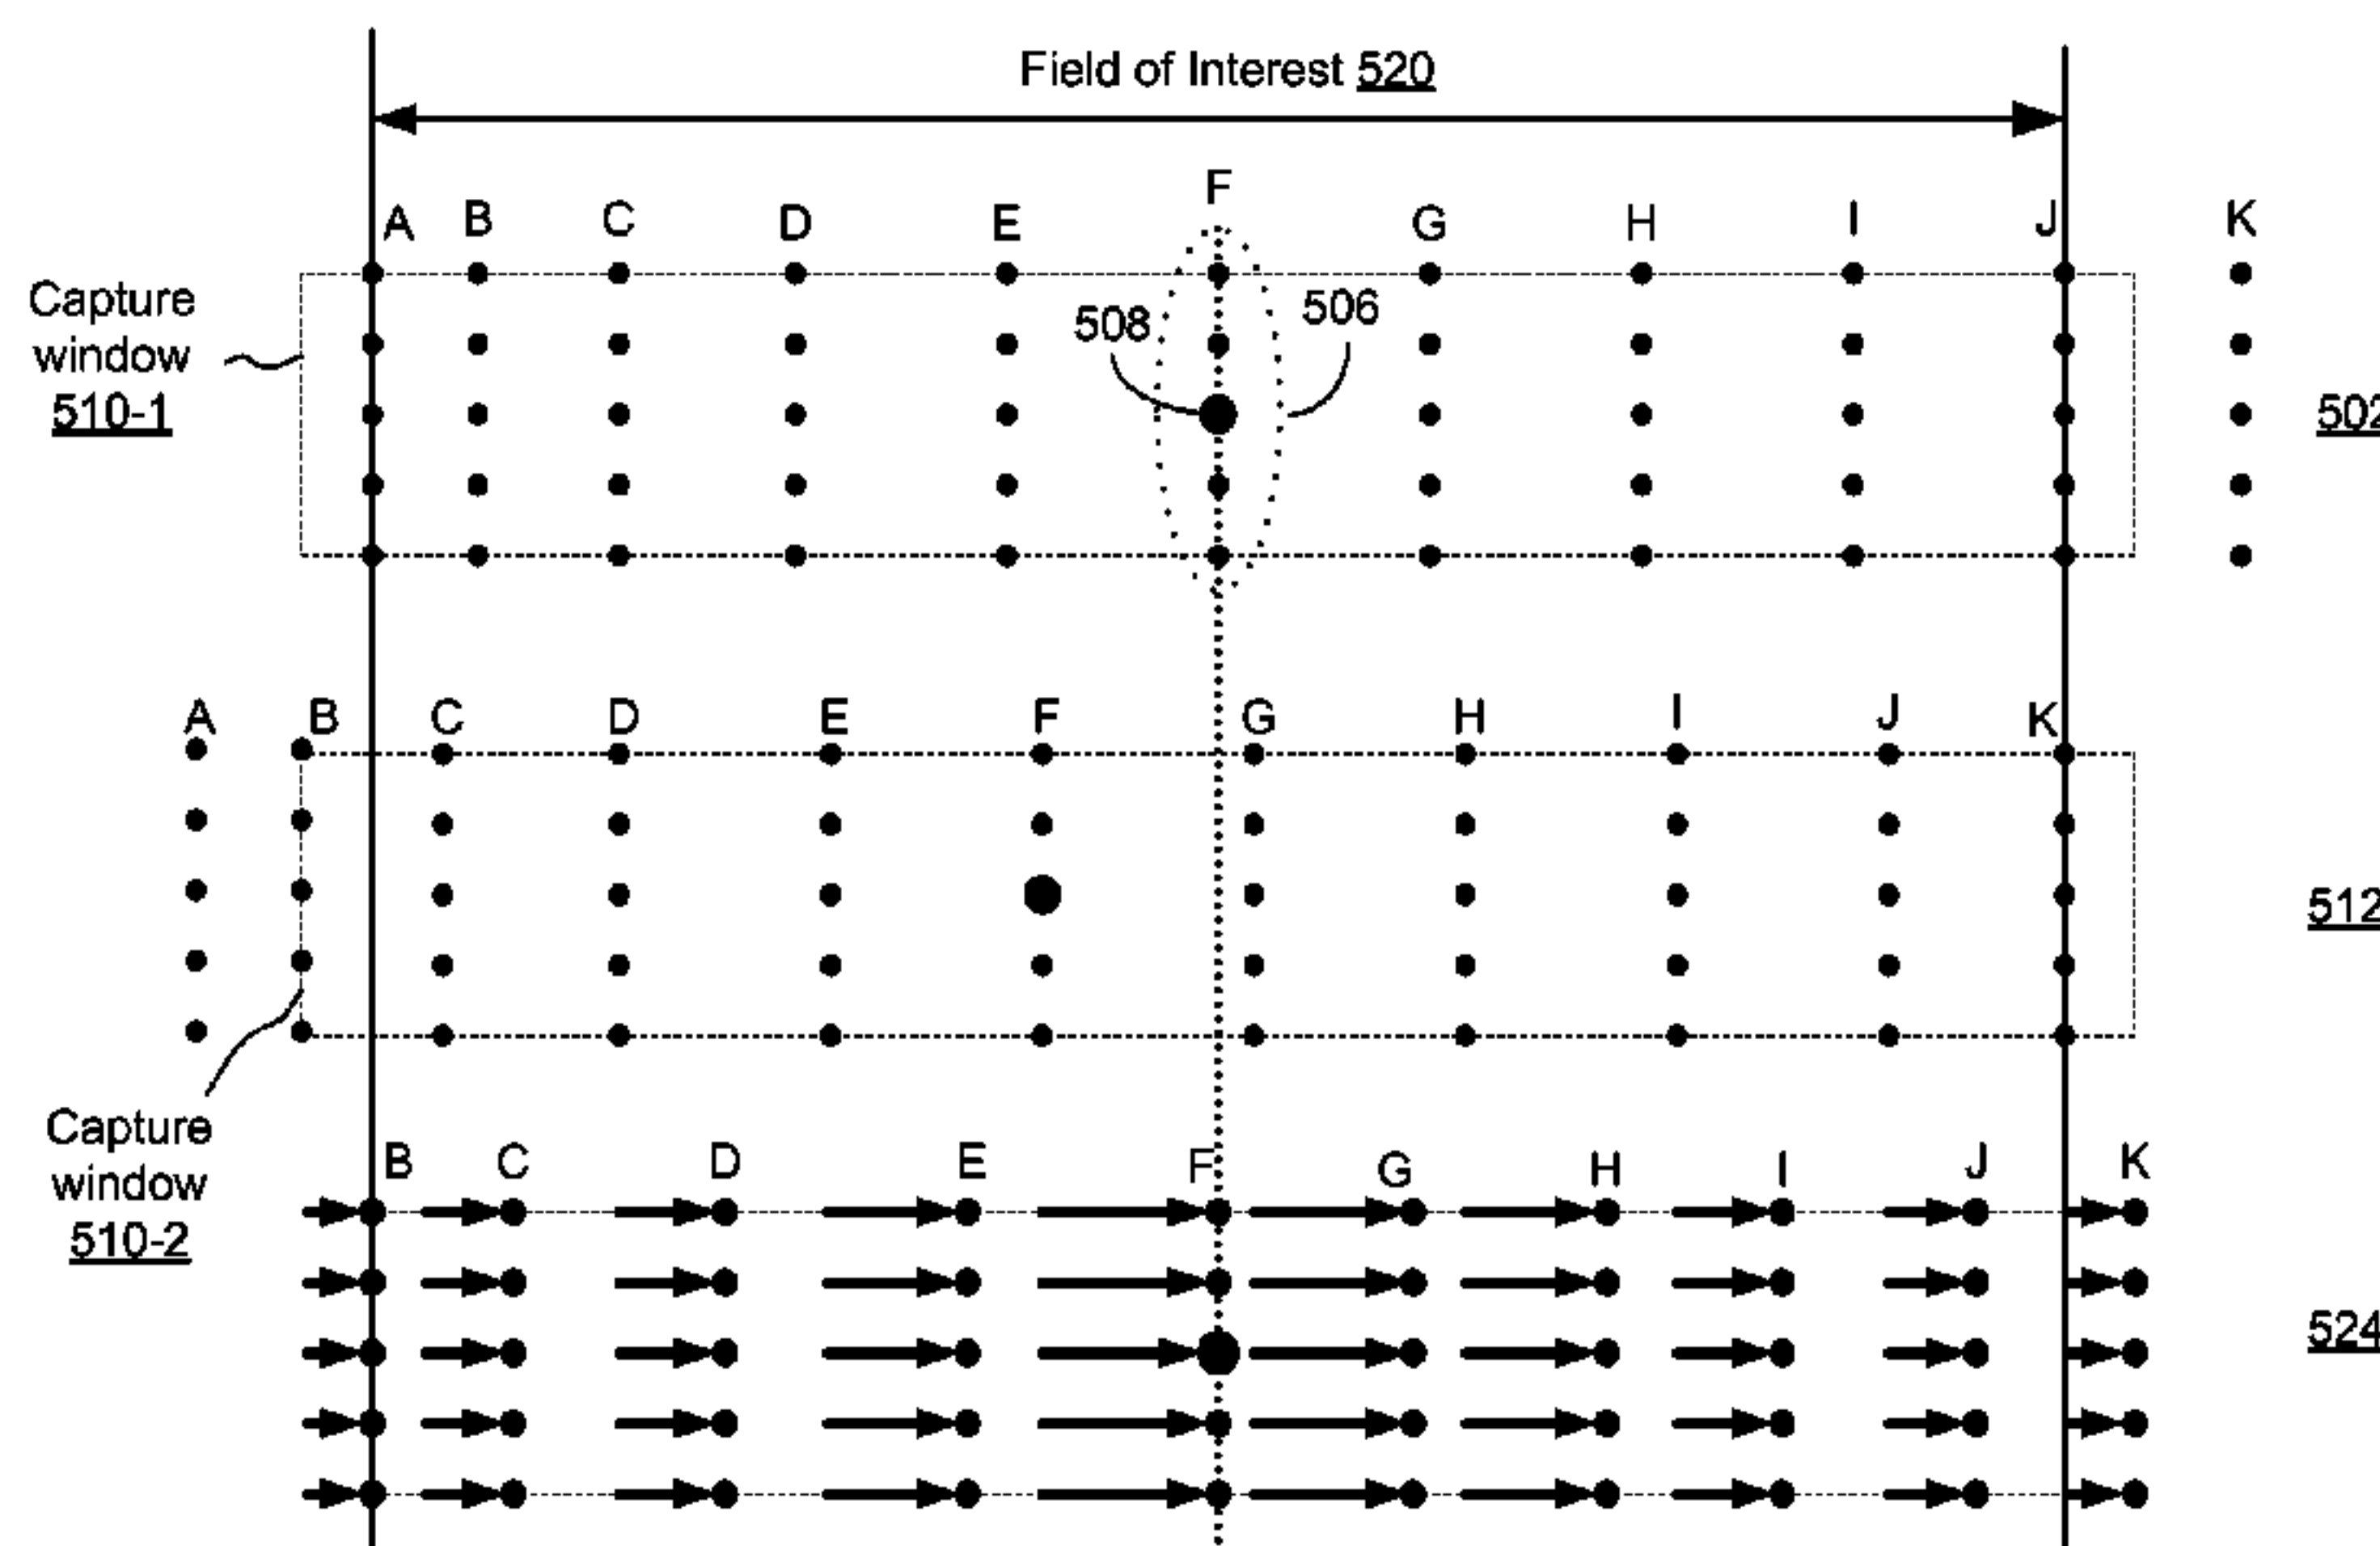 Field of Interest 520
A B C D E F G H I J K
Capture
window
510-1
508
506
502
A B C D E F G H I J K
512
Capture
window
510-2
B C D E F G H I J K
524